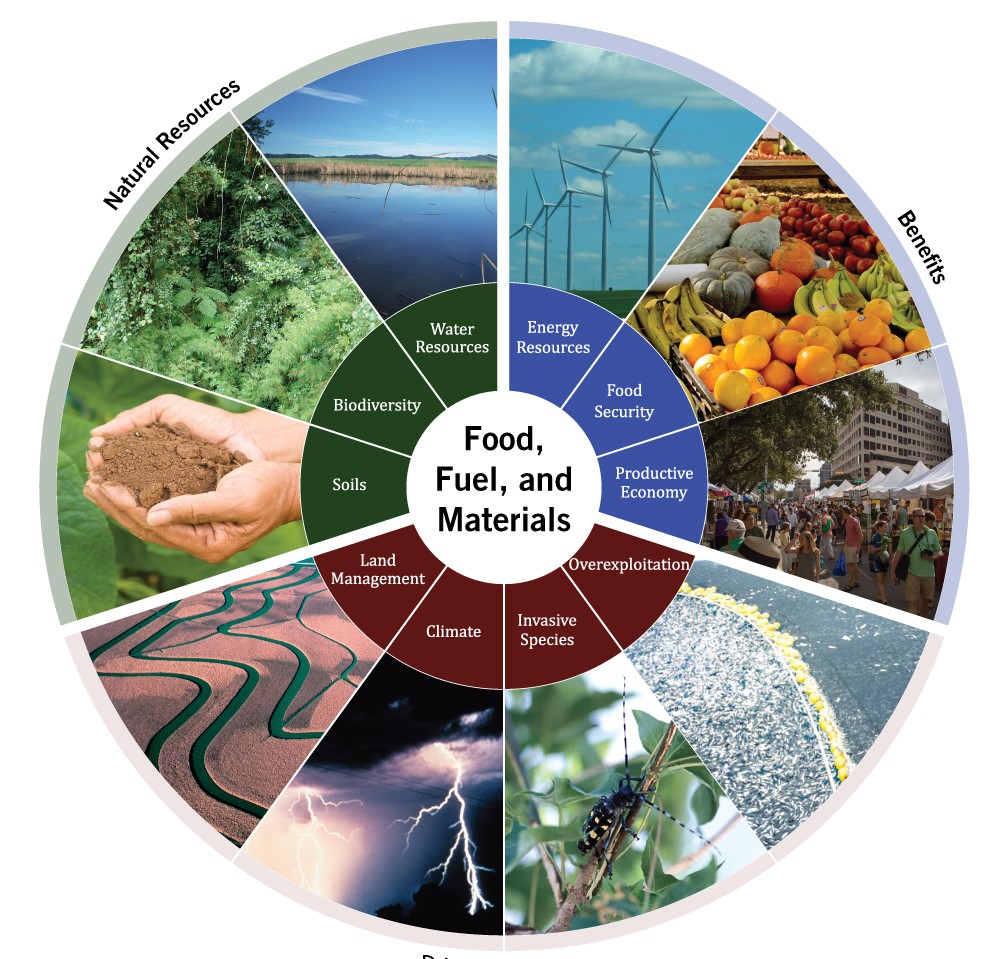 Natural Resources
Benefits
Water
Resources
Energy
Resources
Biodiversity
Food
Security
Soils
Productive
Economy
Food,
Fuel, and
Materials
Land
Management
Overexploitation
Climate
Invasive
Species